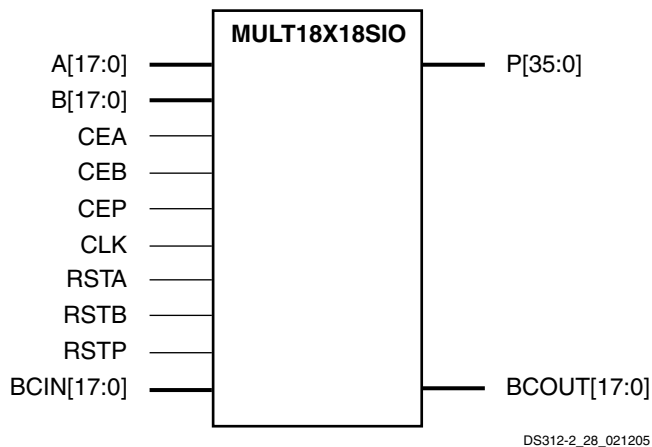 MULT18X18SIO
A[17:0]
P[35:0]
B[17:0]
CEA
CEB
CEP
CLK
RSTA
RSTB
RSTP
BCIN[17:0]
BCOUT[17:0]
DS312-2_28_021205